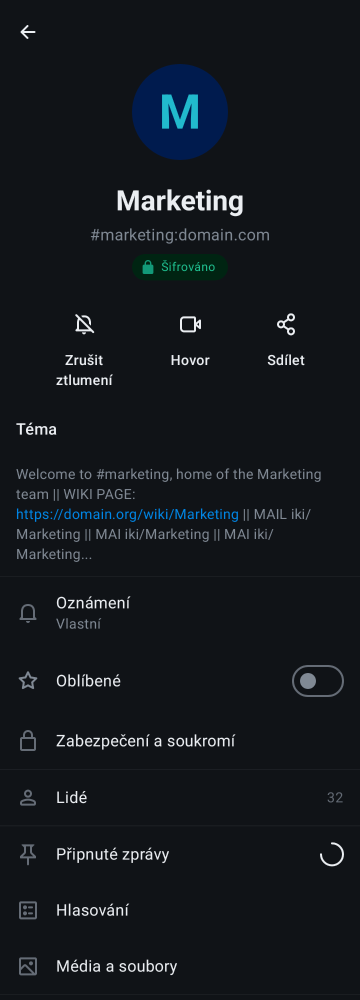 M
Marketing
#marketing:domain.com
Šifrováno
Zrušit
ztlumení
Hovor
Sdílet
Téma
Welcome to #marketing, home of the Marketing
team || WIKI PAGE:
https://domain.org/wiki/Marketing || MAIL iki/
Marketing || MAI iki/Marketing || MAI iki/
Marketing...
Oznámení
Vlastní
Oblíbené
Zabezpečení a soukromí
Lidé
32
Připnuté zprávy
Hlasování
Média a soubory